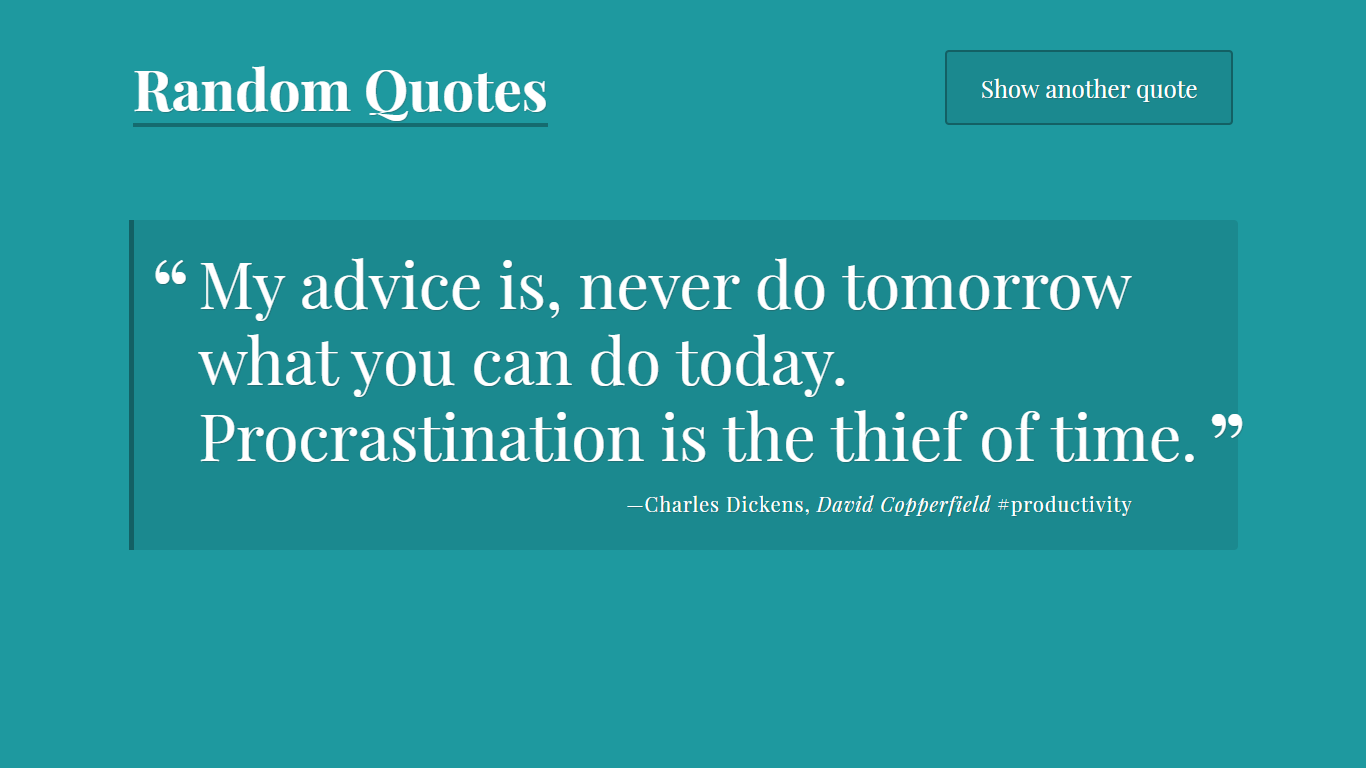 Random Quotes
Show another quote
“ My advice is, never do tomorrow
what you can do today.
Procrastination is the thief of time. ”
—Charles Dickens, David Copperfield #productivity